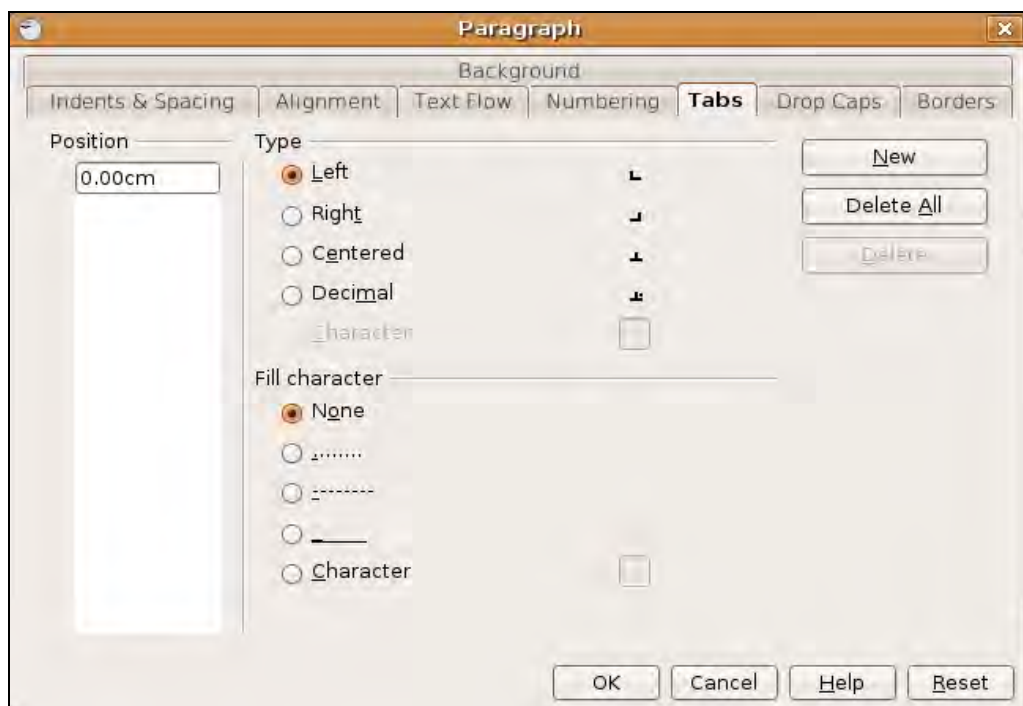 Paragraph
Background
Indents & Spacing Alignment Text Flow Numbering Tabs Drop Caps Borders
Position
0.00cm
Type
Left
Right
Centered
Decimal
Character
Fill character
None
.......
--------
______
Character
New
Delete All
Delete
OK Cancel Help Reset